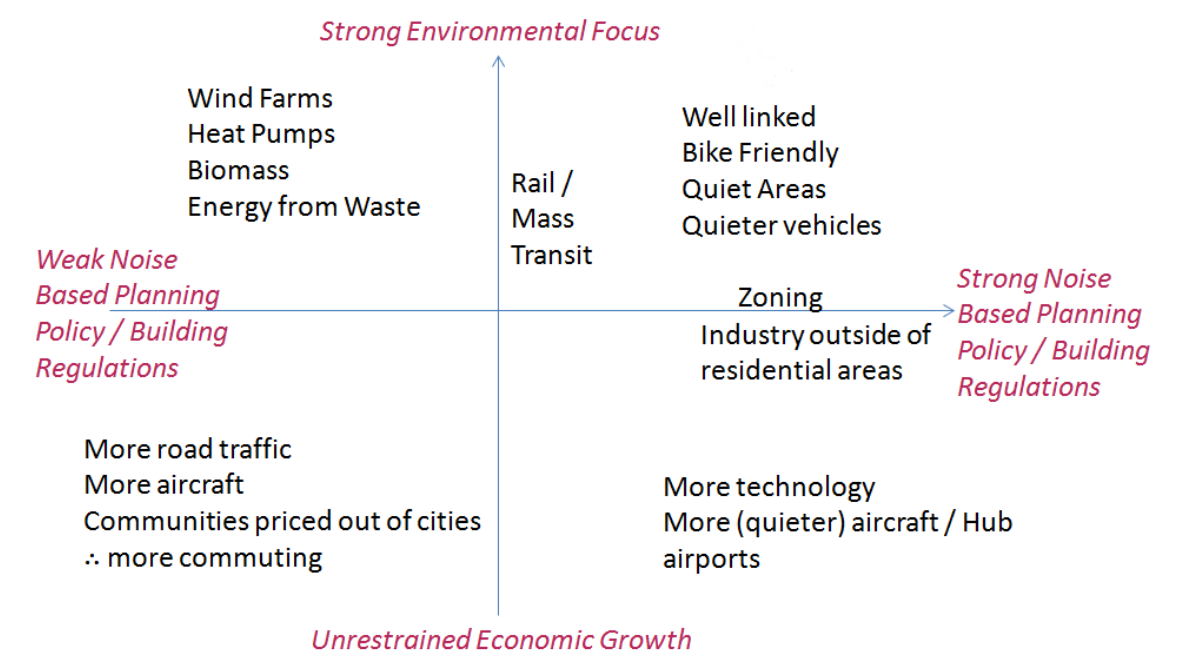 Strong Environmental Focus
Wind Farms
Heat Pumps
Biomass
Energy from Waste
Rail /
Mass
Transit
Well linked
Bike Friendly
Quiet Areas
Quieter vehicles
Weak Noise
Based Planning
Policy / Building
Regulations
Zoning
Industry outside of
residential areas
Strong Noise
Based Planning
Policy / Building
Regulations
More road traffic
More aircraft
Communities priced out of cities
∴ more commuting
More technology
More (quieter) aircraft / Hub
airports
Unrestrained Economic Growth